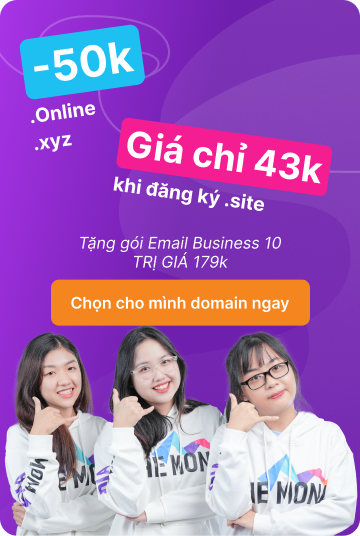 -50k
.Online
.xyz
Giá chỉ 43k
khi đăng ký .site
Tặng gói Email Business 10
TRỊ GIÁ 179k
Chọn cho mình domain ngay